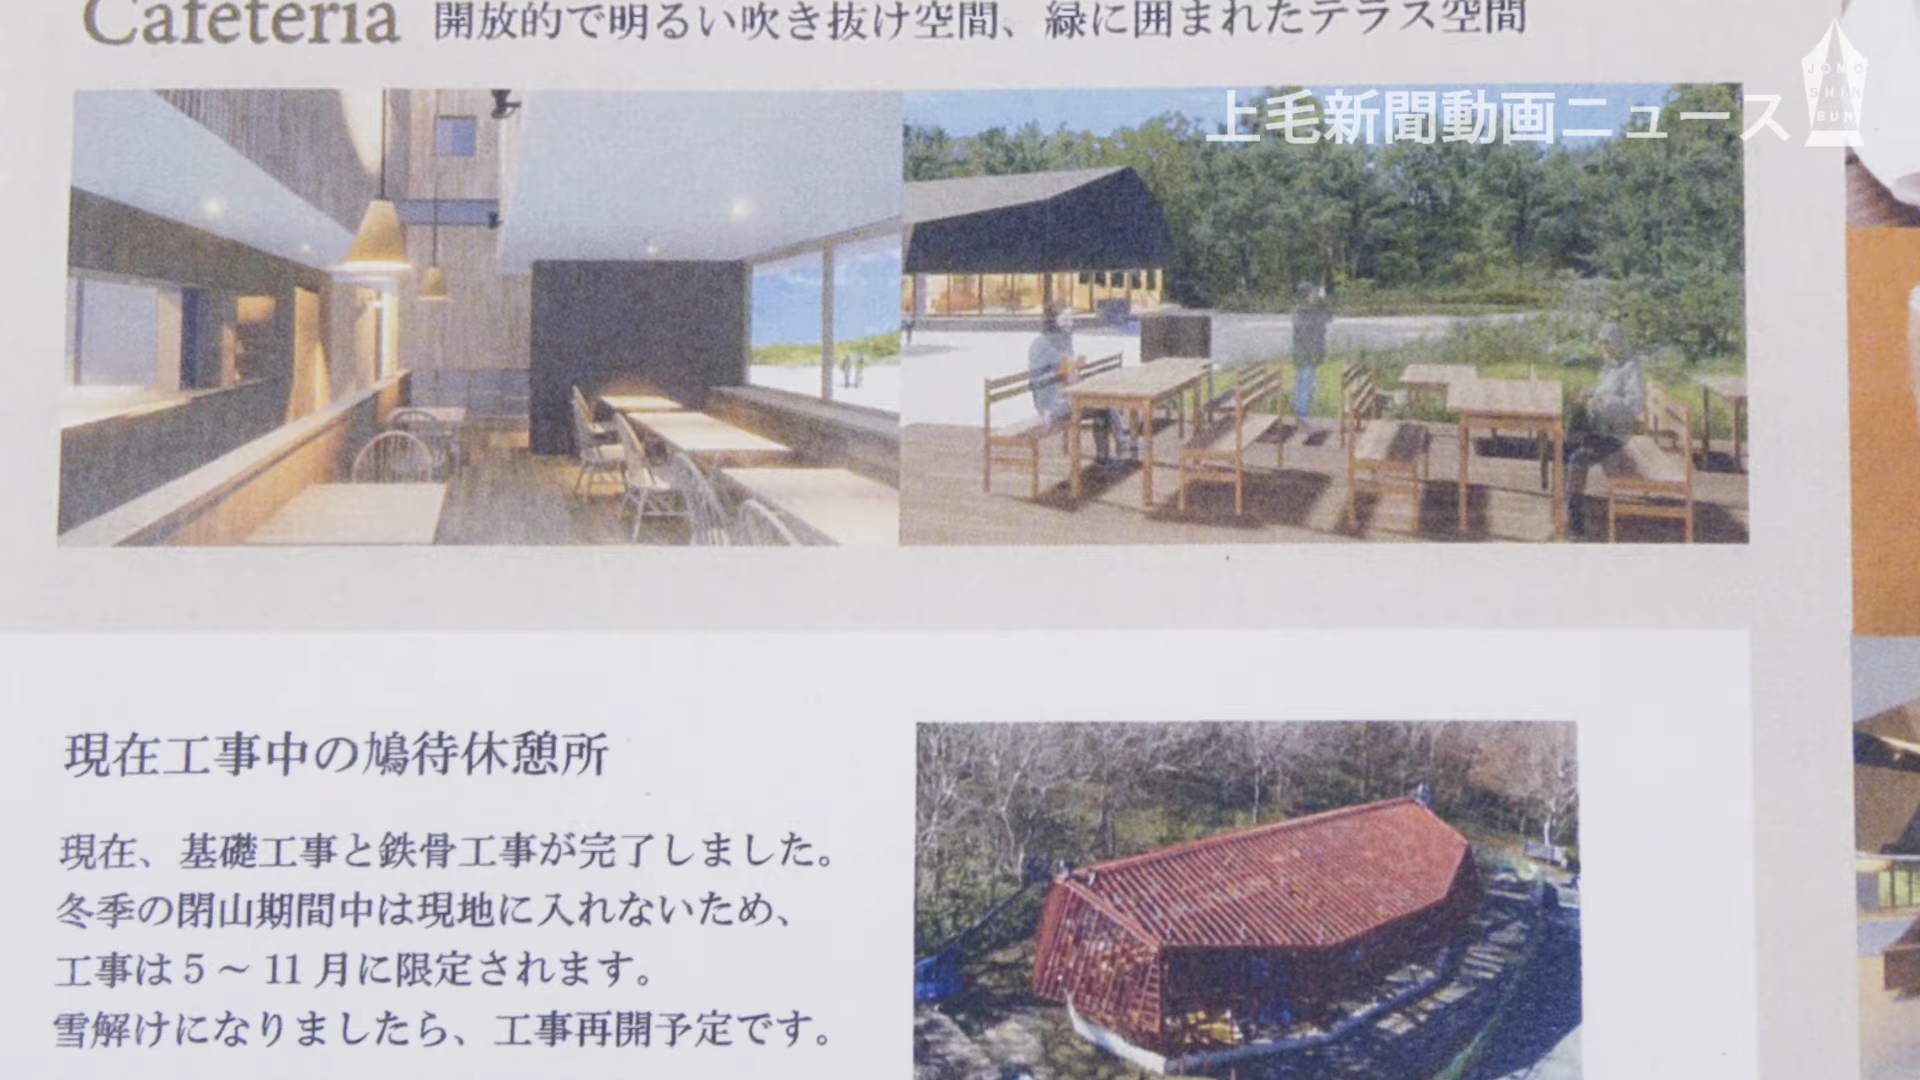 Cafeteria 開放的で明るい吹き抜け空間、緑に囲まれたテラス空間
上毛新聞動画ニュース
JOMO
SHIN
BUN
現在工事中の鳩待休憩所
現在、基礎工事と鉄骨工事が完了しました。
冬季の閉山期間中は現地に入れないため、
工事は5～11月に限定されます。
雪解けになりましたら、工事再開予定です。